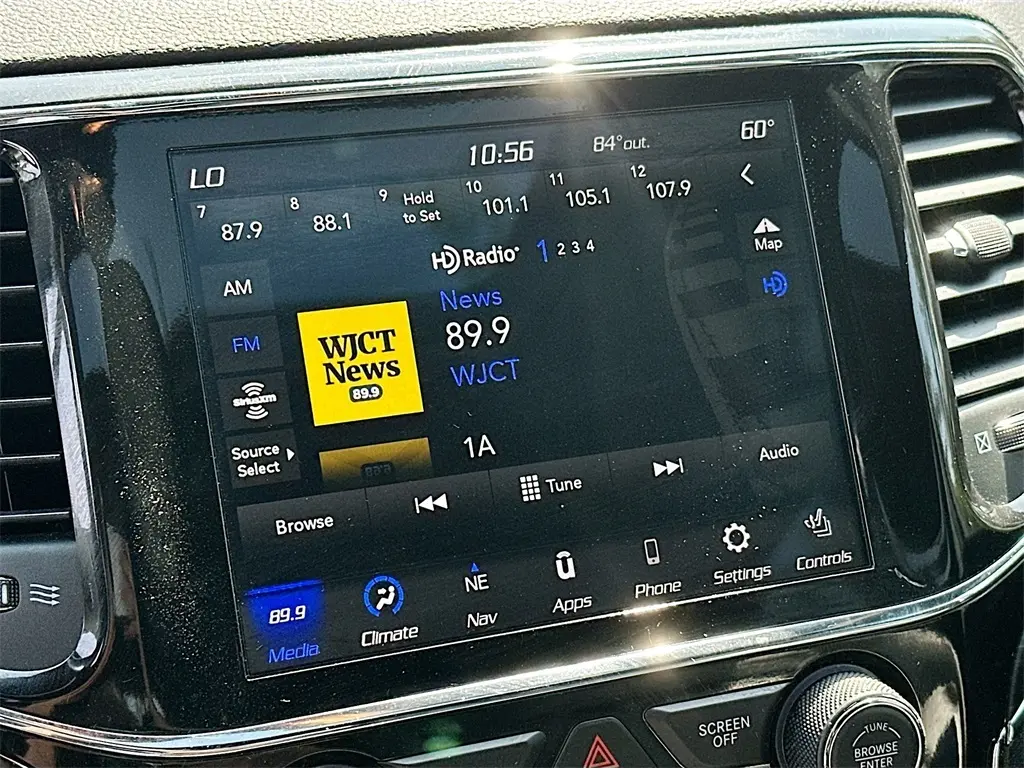 LO 10:56 84°out. 60°
7 87.9 8 88.1 9 Hold to Set 10 101.1 11 105.1 12 107.9
HD Radio 1 2 3 4
Map
AM
News
HD
FM
WJCT
News
89.9
89.9
WJCT
SiriusXM
Source
Select
1A
Browse
Tune
Audio
89.9
Media
Climate
NE
Nav
Apps
Phone
Settings
Controls
SCREEN
OFF
TUNE
BROWSE
ENTER